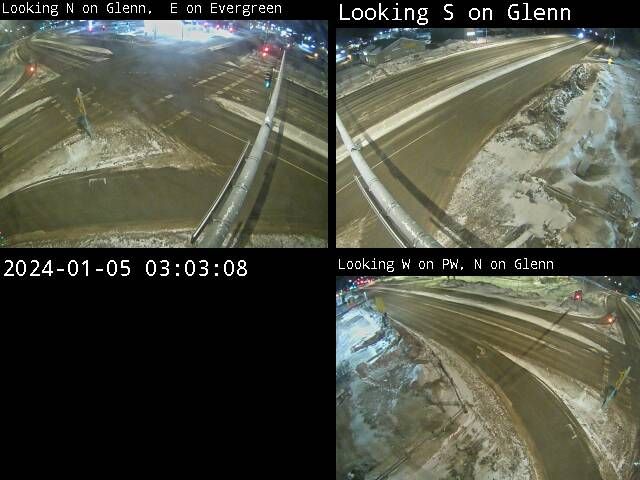 Looking N on Glenn, E on Evergreen
Looking S on Glenn
2024-01-05 03:03:08
Looking W on PW, N on Glenn